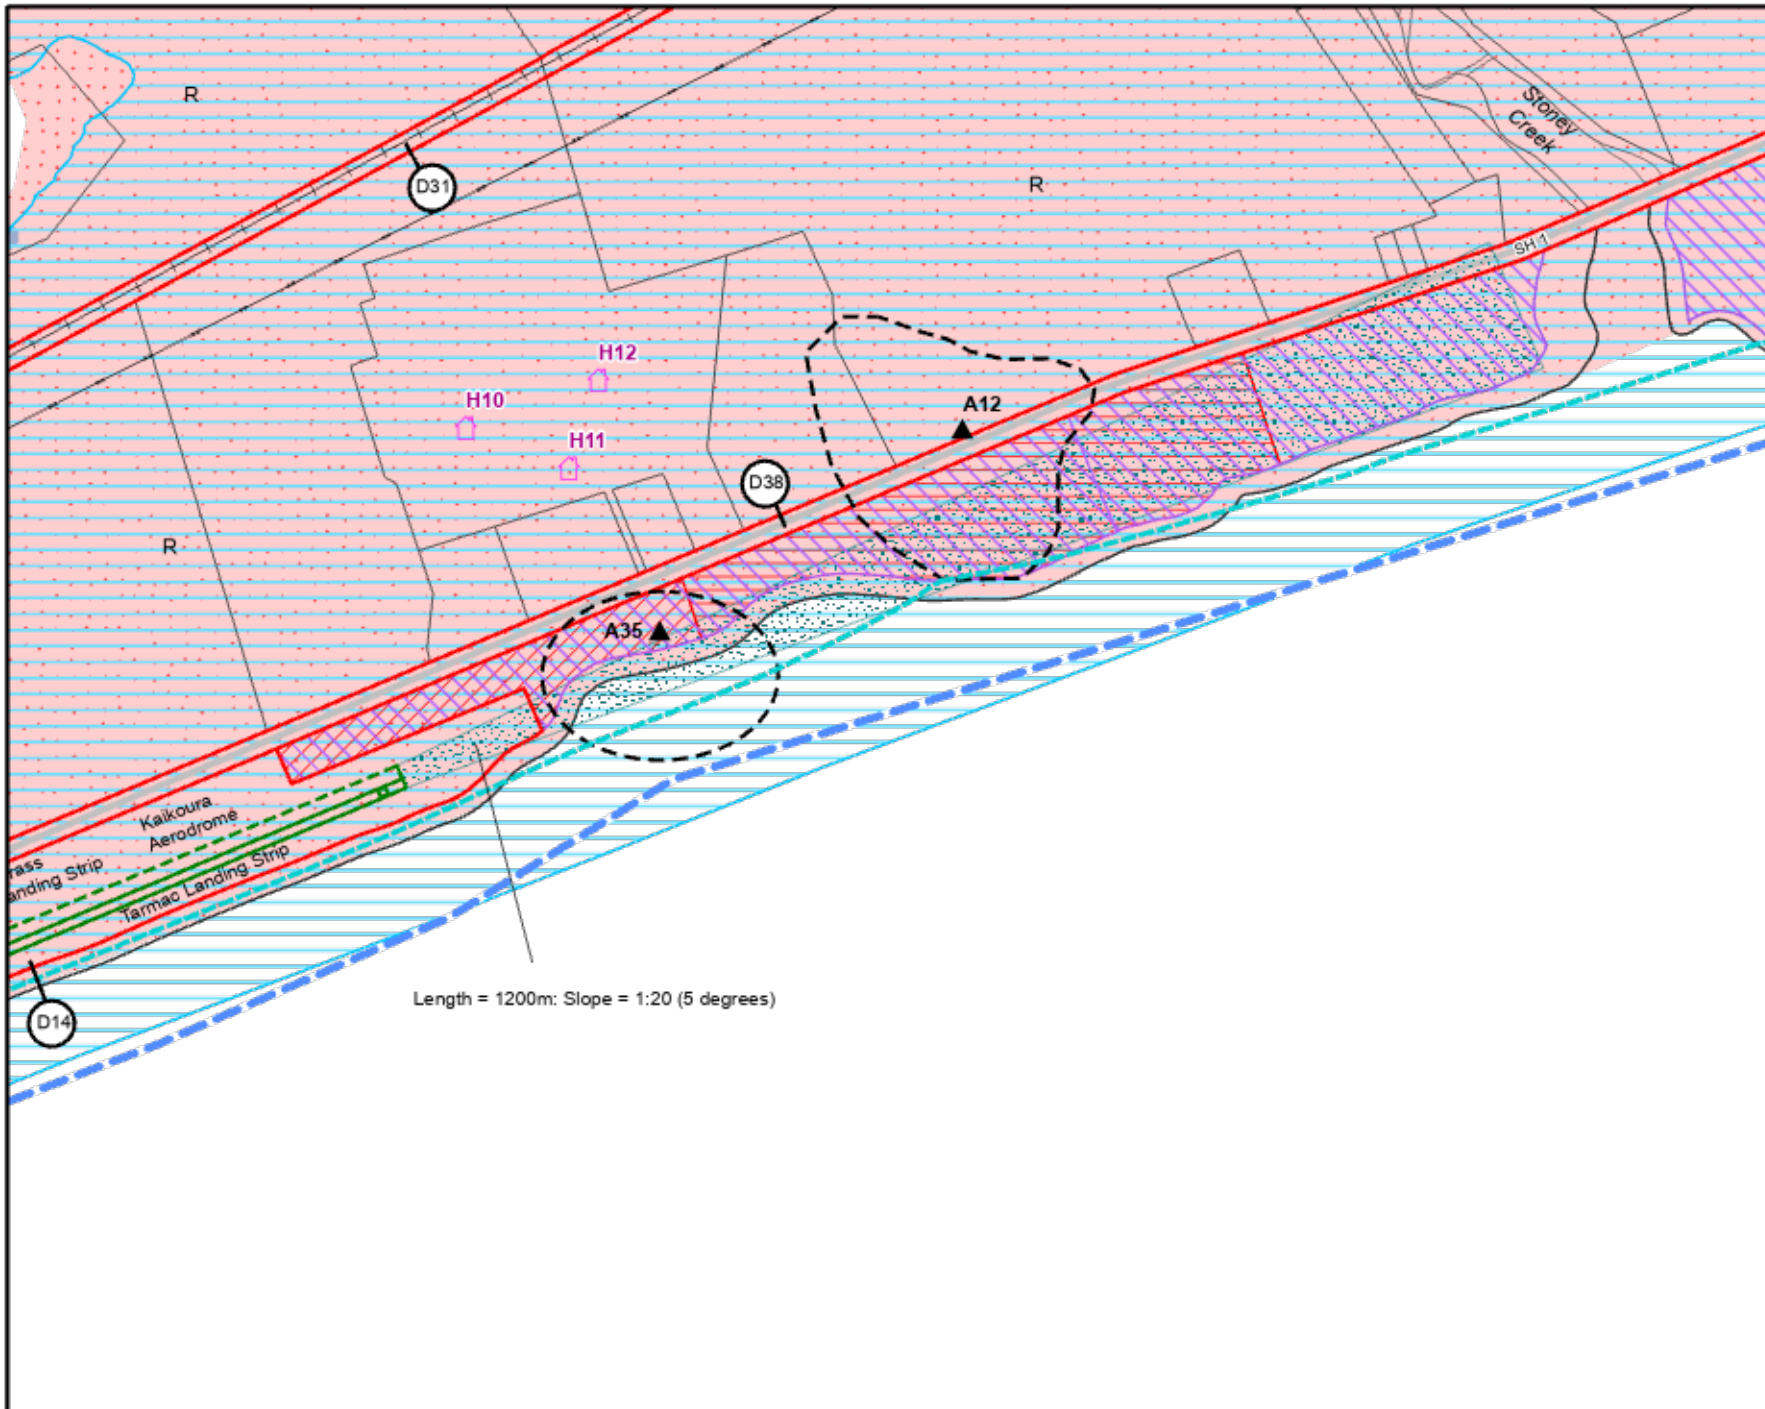 R
Stoney
Creek
D31
R
SH 1
H12
H10
A12
H11
D38
R
A35
Kaikoura
Aerodrome
rass
anding Strip
Tarmac Landing Strip
Length = 1200m: Slope = 1:20 (5 degrees)
D14